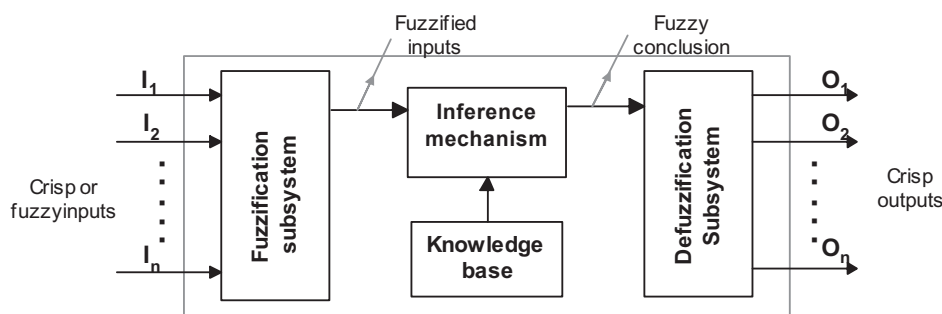 Fuzzified
inputs
Fuzzy
conclusion
I1
I2
In
Crisp or
fuzzyinputs
Fuzzification
subsystem
Inference
mechanism
Knowledge
base
Defuzzification
Subsystem
O1
O2
On
Crisp
outputs